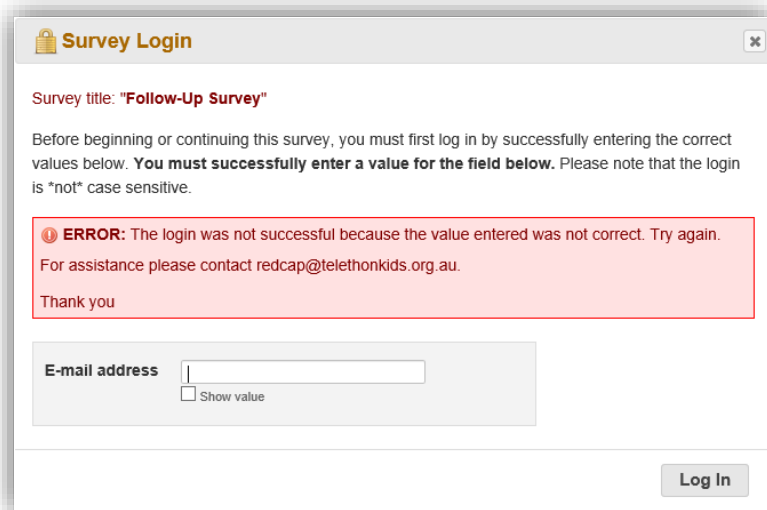 Survey Login
Survey title: "Follow-Up Survey"
Before beginning or continuing this survey, you must first log in by successfully entering the correct
values below. You must successfully enter a value for the field below. Please note that the login
is *not* case sensitive.
ERROR: The login was not successful because the value entered was not correct. Try again.
For assistance please contact redcap@telethonkids.org.au.
Thank you
E-mail address
Show value
Log In